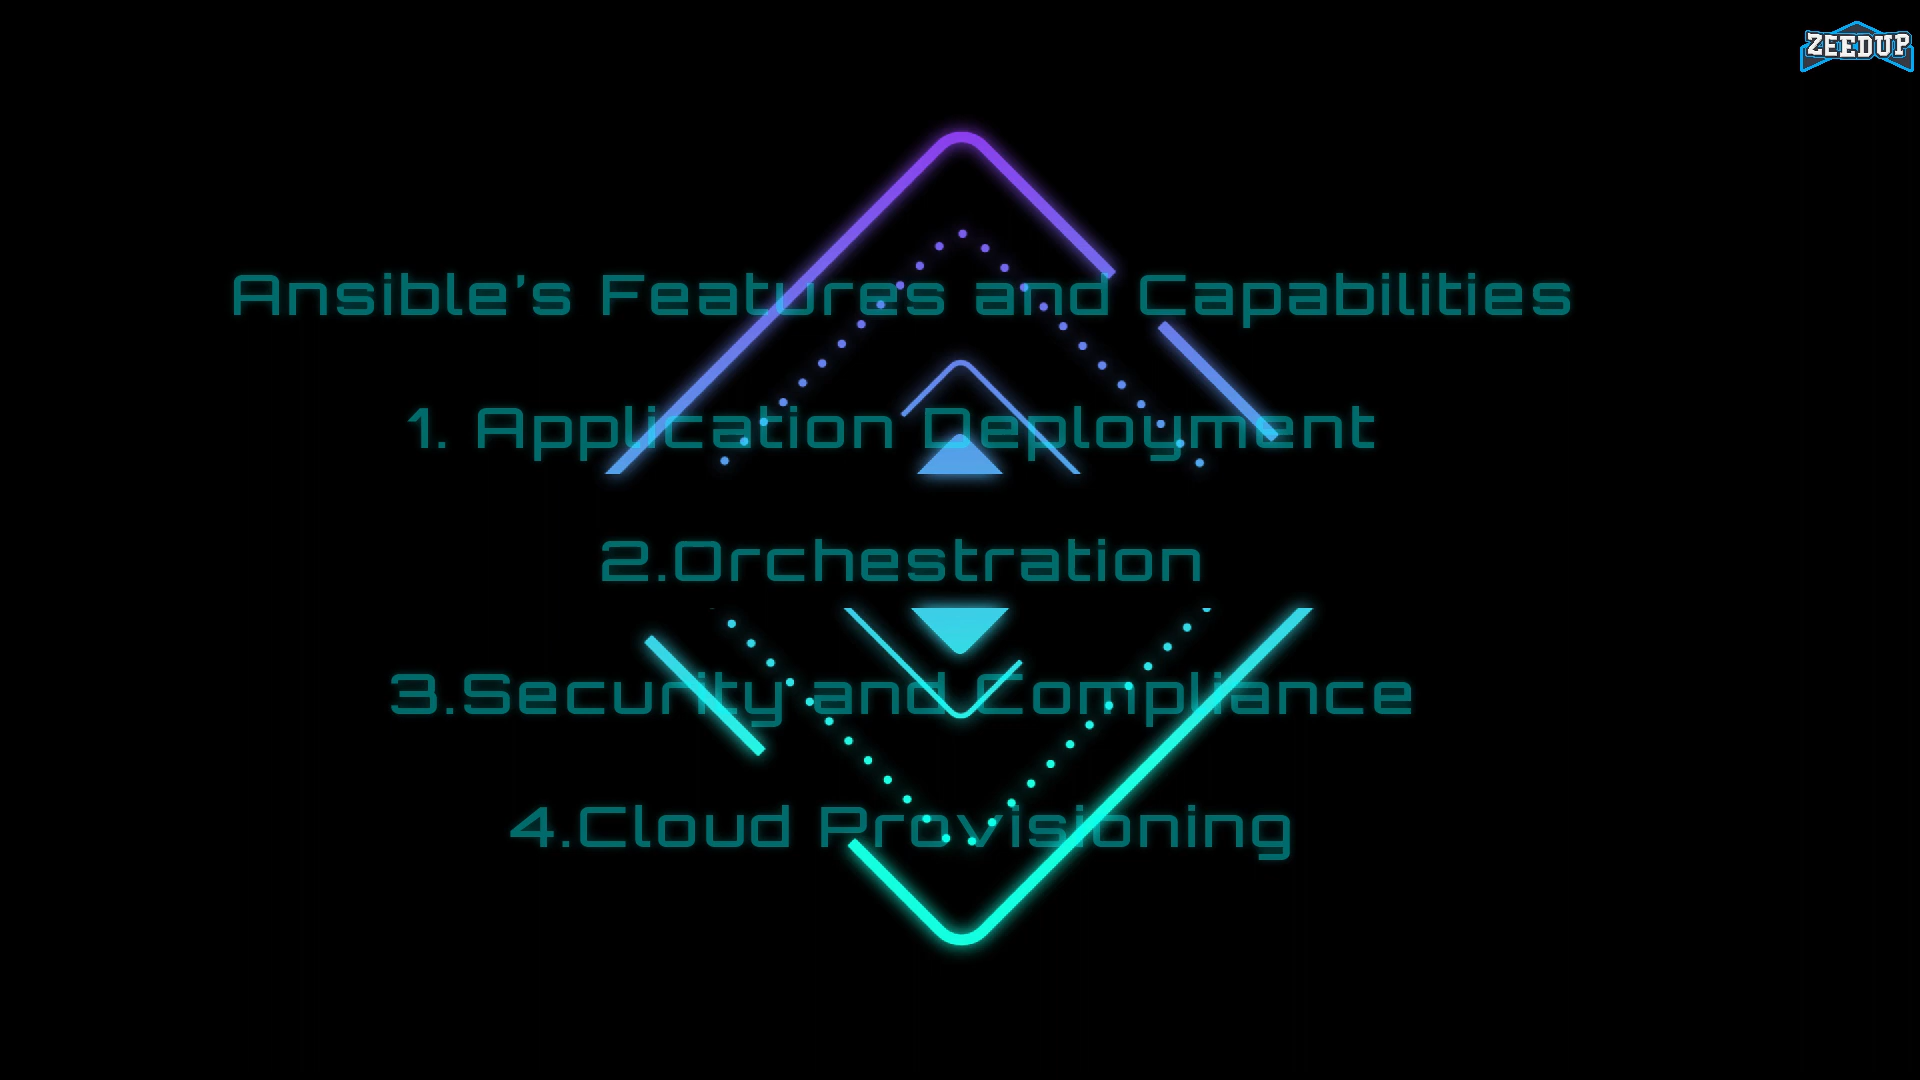 ZEEDUP
Ansible’s Features and Capabilities
1. Application Deployment
2.Orchestration
3.Security and Compliance
4.Cloud Provisioning